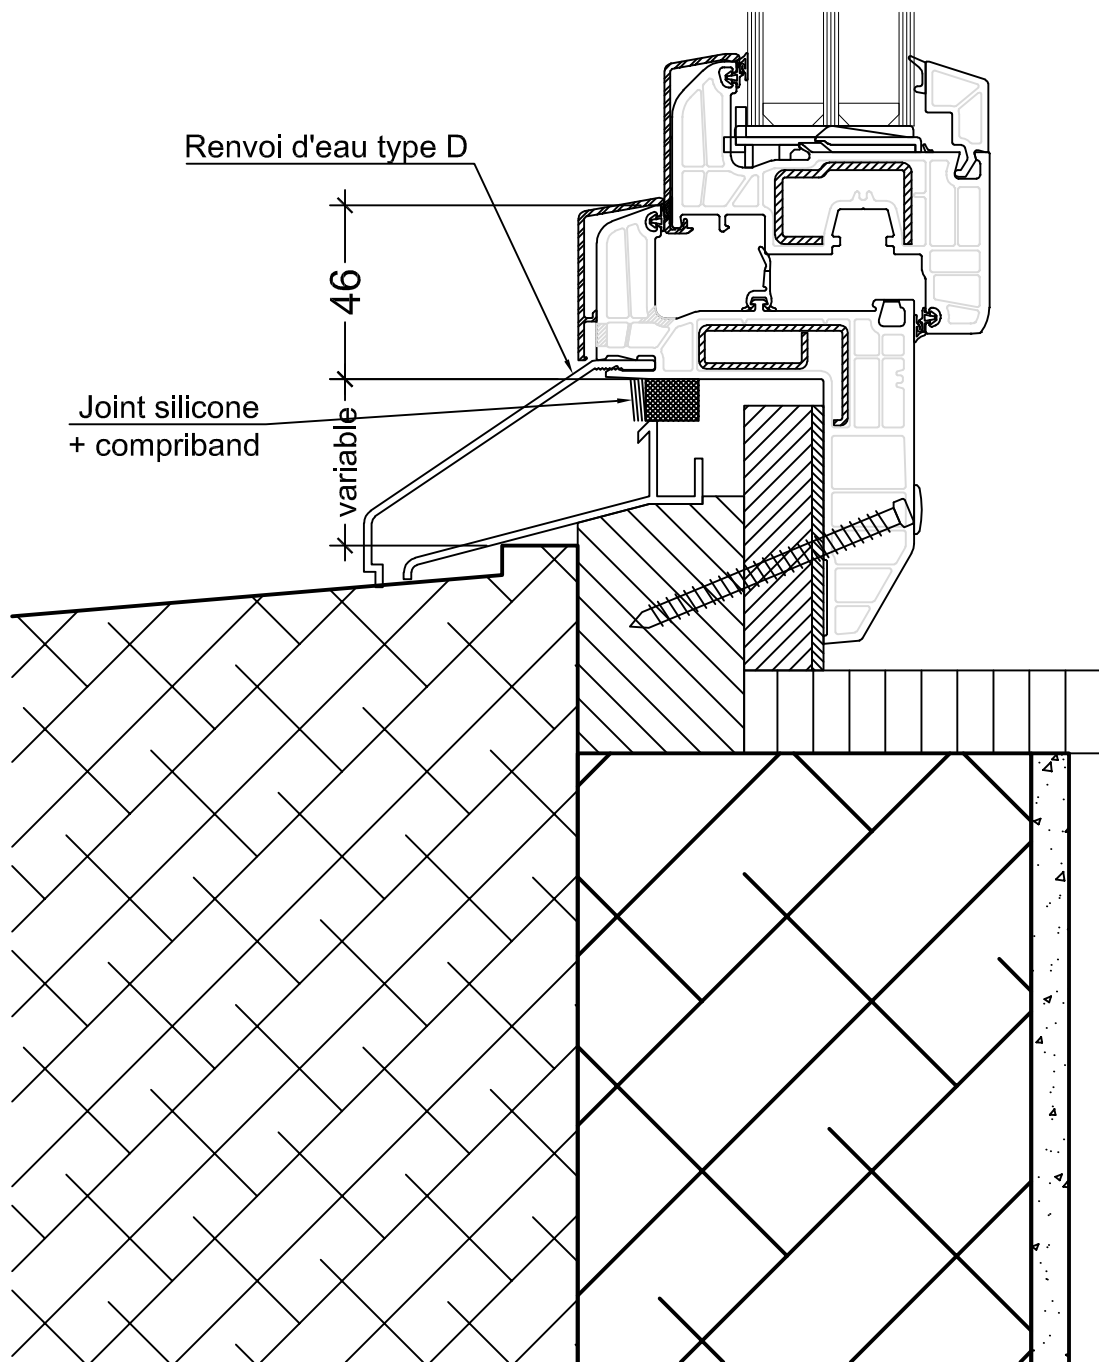 Renvoi d'eau type D
46
Joint silicone
+ compriband
variable